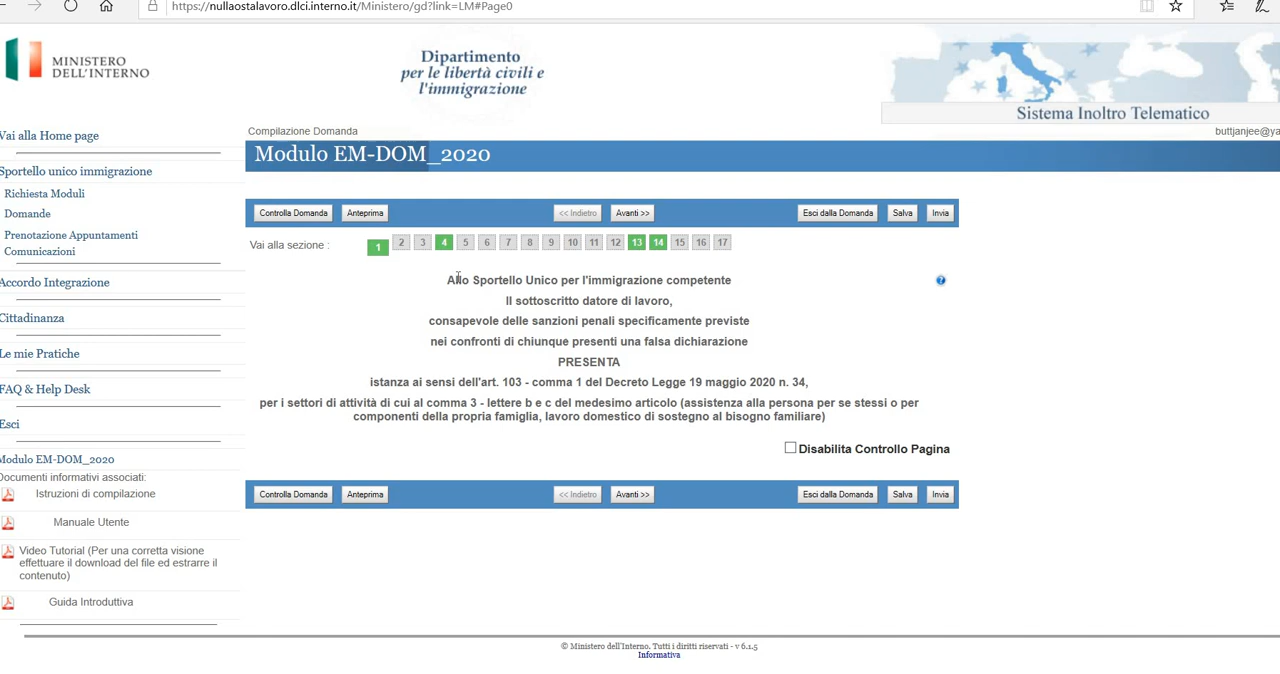 https://nullaostalavoro.dlci.interno.it/Ministero/gd?link=LM#Page0
MINISTERO
DELL'INTERNO
Dipartimento
per le libertà civili e
l'immigrazione
Sistema Inoltro Telematico
Vai alla Home page
Compilazione Domanda
buttjanjee@ya
Modulo EM-DOM_2020
Sportello unico immigrazione
Richiesta Moduli
Domande
Prenotazione Appuntamenti
Comunicazioni
Accordo Integrazione
Cittadinanza
Le mie Pratiche
FAQ & Help Desk
Esci
Modulo EM-DOM_2020
Documenti informativi associati:
Istruzioni di compilazione
Manuale Utente
Video Tutorial (Per una corretta visione
effettuare il download del file ed estrarre il
contenuto)
Guida Introduttiva
Controlla Domanda Anteprima << Indietro Avanti >> Esci dalla Domanda Salva Invia
Vai alla sezione : 1 2 3 4 5 6 7 8 9 10 11 12 13 14 15 16 17
Allo Sportello Unico per l'immigrazione competente
Il sottoscritto datore di lavoro,
consapevole delle sanzioni penali specificamente previste
nei confronti di chiunque presenti una falsa dichiarazione
PRESENTA
istanza ai sensi dell'art. 103 - comma 1 del Decreto Legge 19 maggio 2020 n. 34,
per i settori di attività di cui al comma 3 - lettere b e c del medesimo articolo (assistenza alla persona per se stessi o per
componenti della propria famiglia, lavoro domestico di sostegno al bisogno familiare)
Disabilita Controllo Pagina
Controlla Domanda Anteprima << Indietro Avanti >> Esci dalla Domanda Salva Invia
© Ministero dell'Interno. Tutti i diritti riservati - v 6.1.5
Informativa